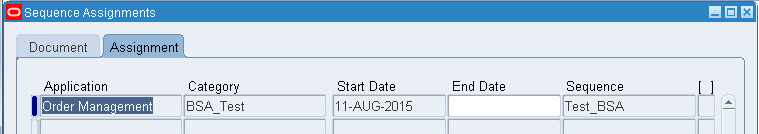 Sequence Assignments
Document Assignment
Application Category Start Date End Date Sequence [ ]
Order Management BSA_Test 11-AUG-2015 Test_BSA